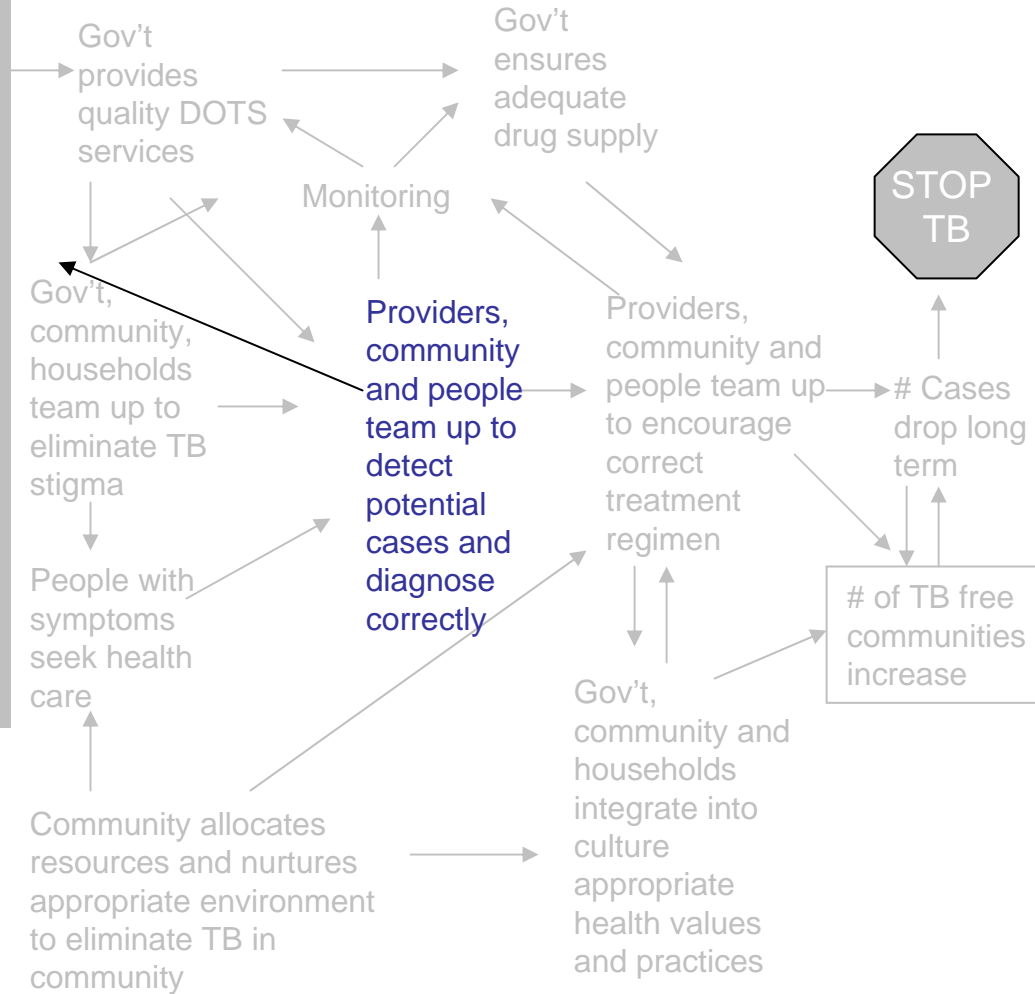 Gov’t
provides
quality DOTS
services
Gov’t
ensures
adequate
drug supply
Monitoring
STOP
TB
Gov’t,
community,
households
team up to
eliminate TB
stigma
Providers,
community
and people
team up to
detect
potential
cases and
diagnose
correctly
Providers,
community and
people team up
to encourage
correct
treatment
regimen
# Cases
drop long
term
People with
symptoms
seek health
care
# of TB free
communities
increase
Gov’t,
community and
households
integrate into
culture
appropriate
health values
and practices
Community allocates
resources and nurtures
appropriate environment
to eliminate TB in
community